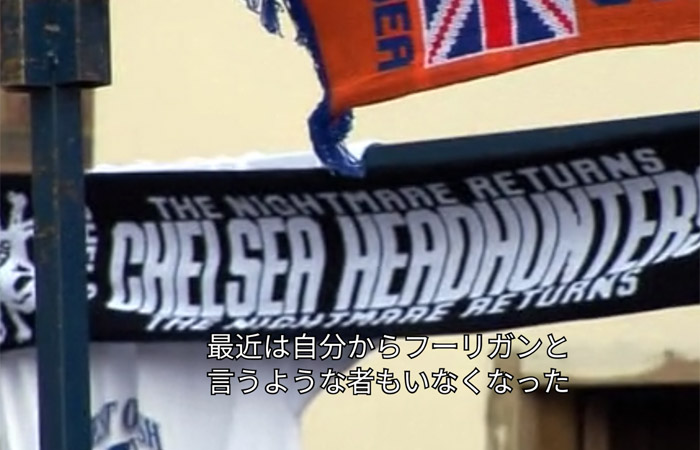 DER
THE NIGHTMARE RETURNS
CHELSEA HEADHUNTERS
THE NIGHTMARE RETURNS
最近は自分からフーリガンと
言うような者もいなくなった